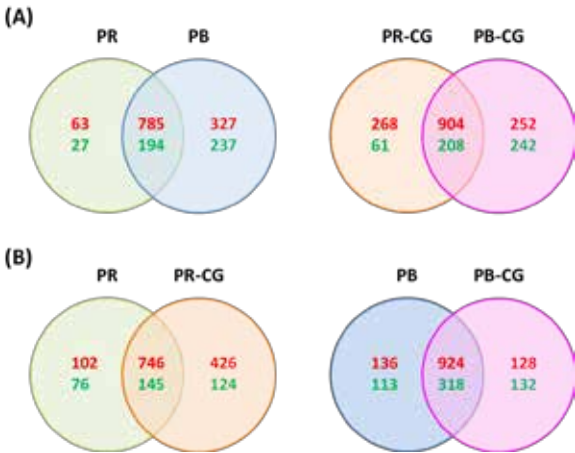 (A)
PR PB PR-CG PB-CG
63 785 327 268 904 252
27 194 237 61 208 242
(B)
PR PR-CG PB PB-CG
102 746 426 136 924 128
76 145 124 113 318 132